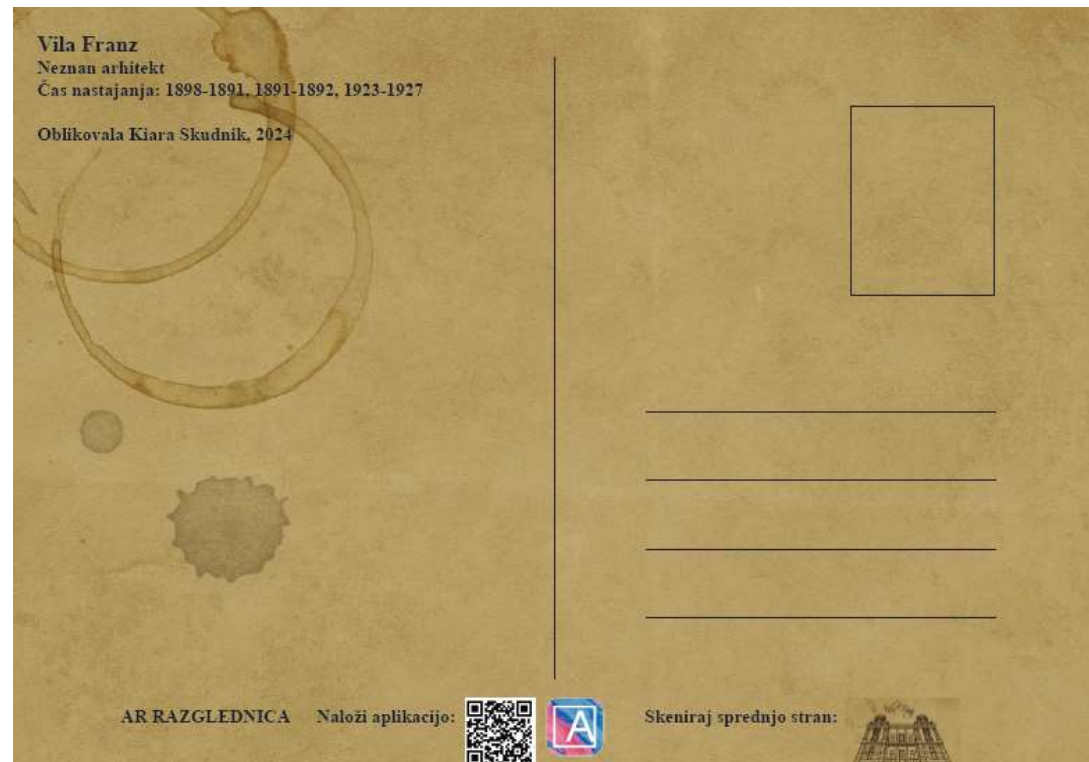 Vila Franz
Neznan arhitekt
Čas nastajanja: 1898-1891, 1891-1892, 1923-1927
Oblikovala Kiara Skudnik, 2024
AR RAZGLEDNICA Naloži aplikacijo: A Skeniraj sprednjo stran: